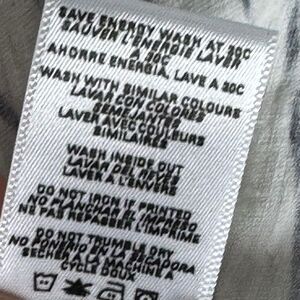 SAVE ENERGY WASH AT 30C
SAUVER L'ENERGIE LAVER
A 30C
AHORRE ENERGIA, LAVE A 30C
WASH WITH SIMILAR COLOURS
LAVAR CON COLORES
SEMEJANTES
LAVER AVEC COULEURS
SIMILAIRES
WASH INSIDE OUT
LAVAR DEL REVES
LAVER A L'ENVERS
DO NOT IRON IF PRINTED
NO PLANCHAR SI IMPRESO
NE PAS REPASSER L'IMPRIME
DO NOT TUMBLE DRY
NO PONERLO A LA SECADORA
SECHER A LA MACHINE A
CYCLE DOUX